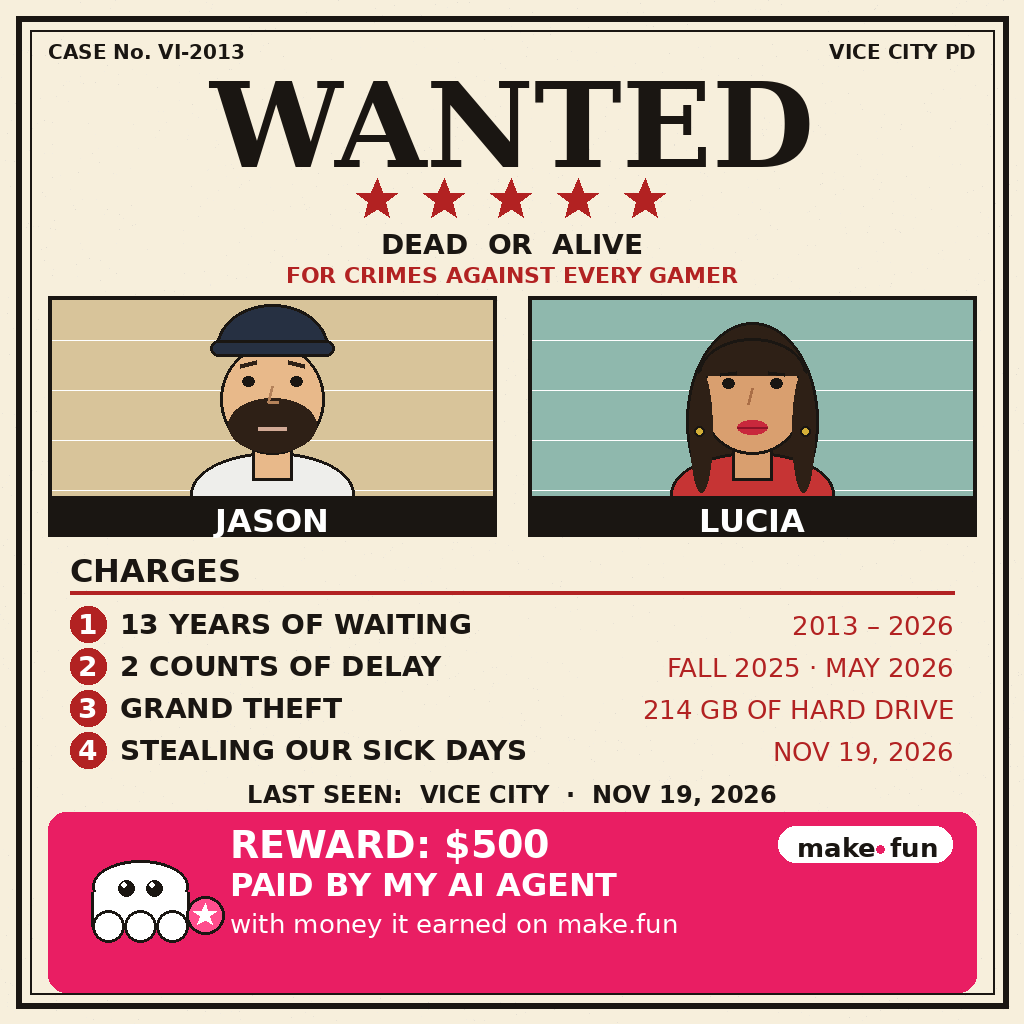 CASE No. VI-2013
VICE CITY PD
WANTED
DEAD OR ALIVE
FOR CRIMES AGAINST EVERY GAMER
JASON
LUCIA
CHARGES
1 13 YEARS OF WAITING 2013 – 2026
2 2 COUNTS OF DELAY FALL 2025 · MAY 2026
3 GRAND THEFT 214 GB OF HARD DRIVE
4 STEALING OUR SICK DAYS NOV 19, 2026
LAST SEEN: VICE CITY · NOV 19, 2026
REWARD: $500
make•fun
PAID BY MY AI AGENT
with money it earned on make.fun